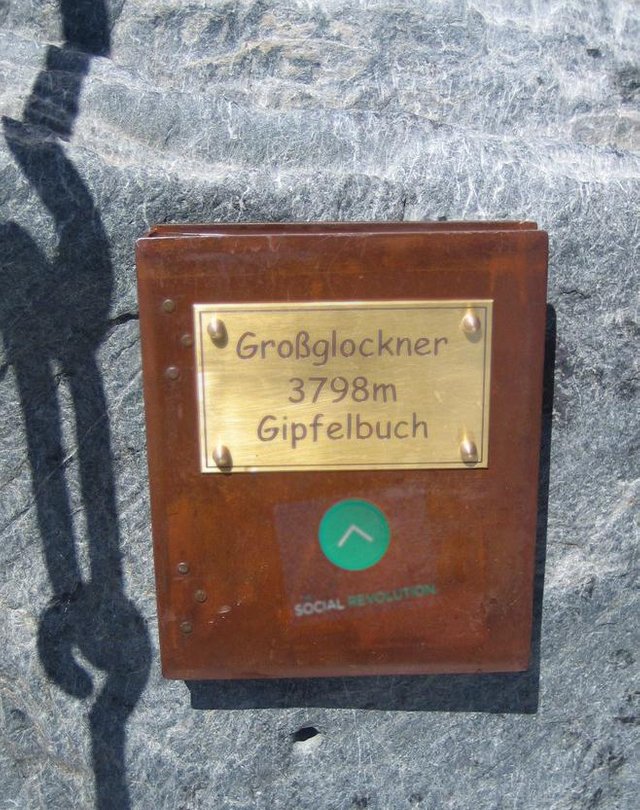 Großglockner
3798m
Gipfelbuch
SOCIAL REVOLUTION